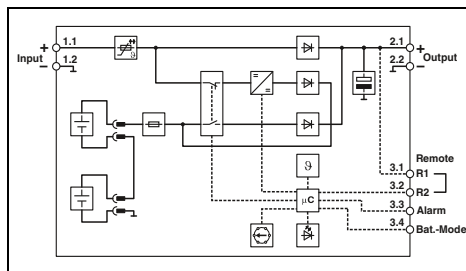 + 1.1
Input
− 1.2
2.1 +
2.2 Output
−
ϑ
=
=
ϑ
µC
Remote
3.1 R1
3.2 R2
3.3 Alarm
3.4 Bat.-Mode